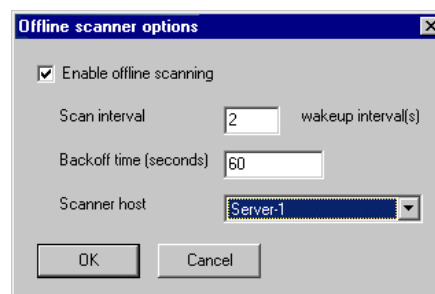 Offline scanner options
Enable offline scanning
Scan interval 2 wakeup interval(s)
Backoff time (seconds) 60
Scanner host Server-1
OK Cancel